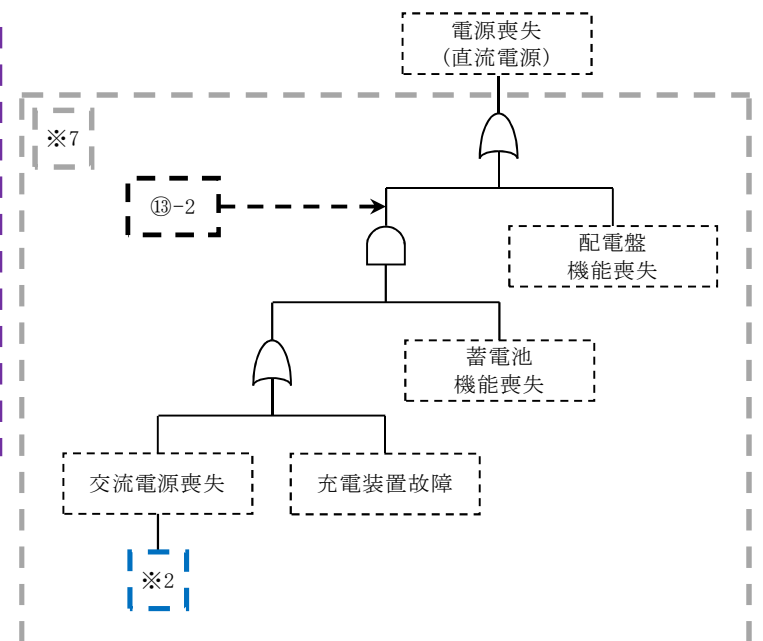 電源喪失
(直流電源)
※7
⑬-2
配電盤
機能喪失
蓄電池
機能喪失
交流電源喪失
充電装置故障
※2